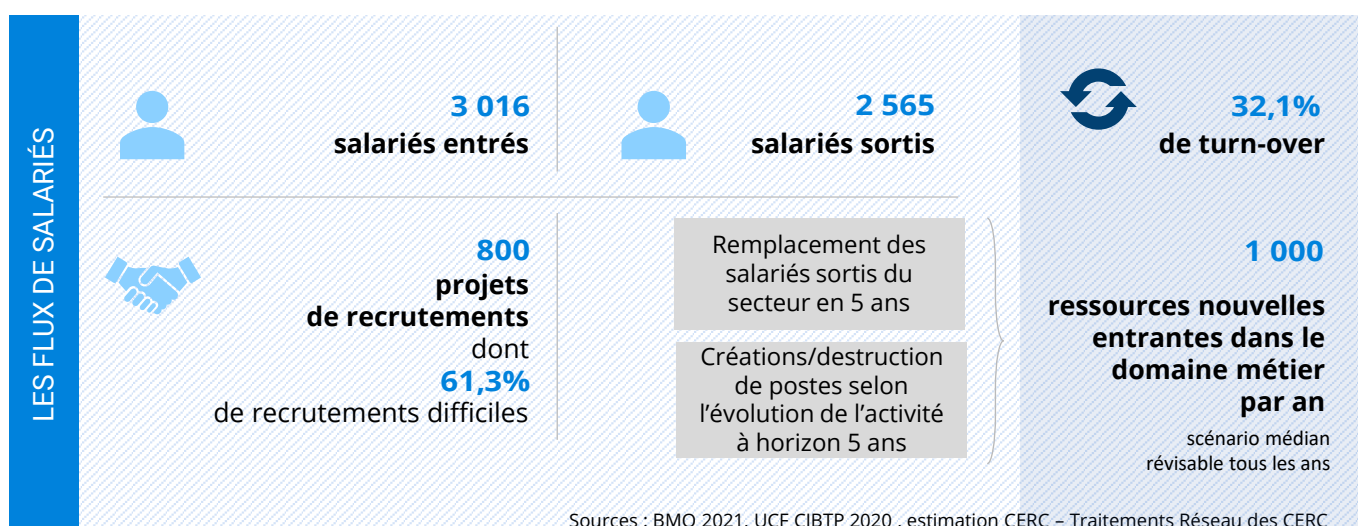 LES FLUX DE SALARIÉS
3 016
salariés entrés
2 565
salariés sortis
32,1%
de turn-over
800
projets
de recrutements
dont
61,3%
de recrutements difficiles
Remplacement des
salariés sortis du
secteur en 5 ans
Créations/destruction
de postes selon
l’évolution de l’activité
à horizon 5 ans
1 000
ressources nouvelles
entrantes dans le
domaine métier
par an
scénario médian
révisable tous les ans
Sources : BMO 2021, UCF CIBTP 2020 , estimation CERC – Traitements Réseau des CERC